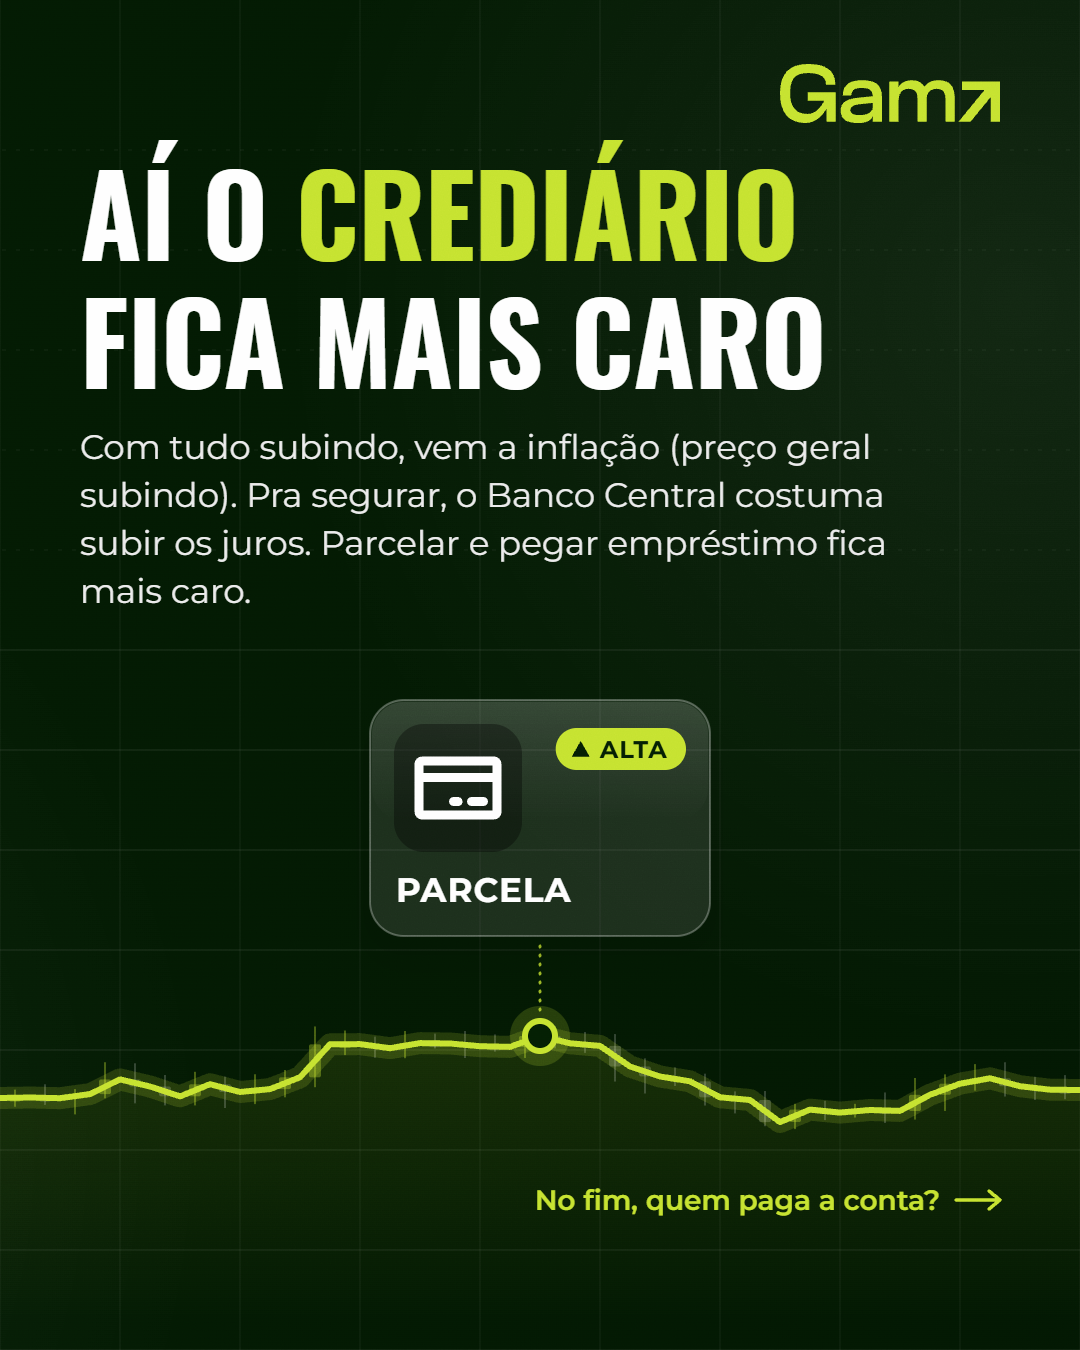 Gam
AÍ O CREDIÁRIO
FICA MAIS CARO
Com tudo subindo, vem a inflação (preço geral
subindo). Pra segurar, o Banco Central costuma
subir os juros. Parcelar e pegar empréstimo fica
mais caro.
▲ ALTA
PARCELA
No fim, quem paga a conta? →